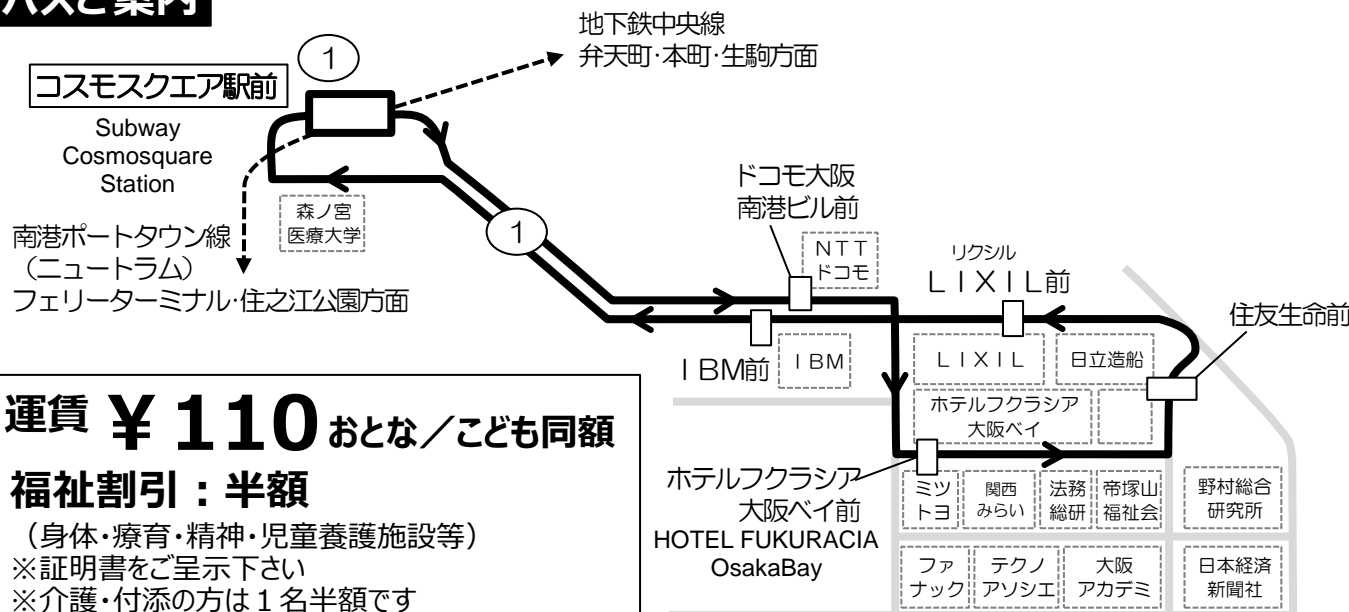 バスご案内
地下鉄中央線
弁天町・本町・生駒方面
1
コスモスクエア駅前
Subway
Cosmosquare
Station
森ノ宮
医療大学
1
南港ポートタウン線
（ニュートラム）
フェリーターミナル・住之江公園方面
ドコモ大阪
南港ビル前
NTT
ドコモ
リクシル
LIXIL前
住友生命前
IBM前
IBM
LIXIL
日立造船
ホテルフクラシア
大阪ベイ
運賃 ¥110 おとな／こども同額
福祉割引：半額
（身体・療育・精神・児童養護施設等）
※証明書をご呈示下さい
※介護・付添の方は１名半額です
ホテルフクラシア
大阪ベイ前
HOTEL FUKURACIA
OsakaBay
ミツ
トヨ
関西
みらい
法務
総研
帝塚山
福祉会
野村総合
研究所
ファ
ナック
テクノ
アソシエ
大阪
アカデミ
日本経済
新聞社